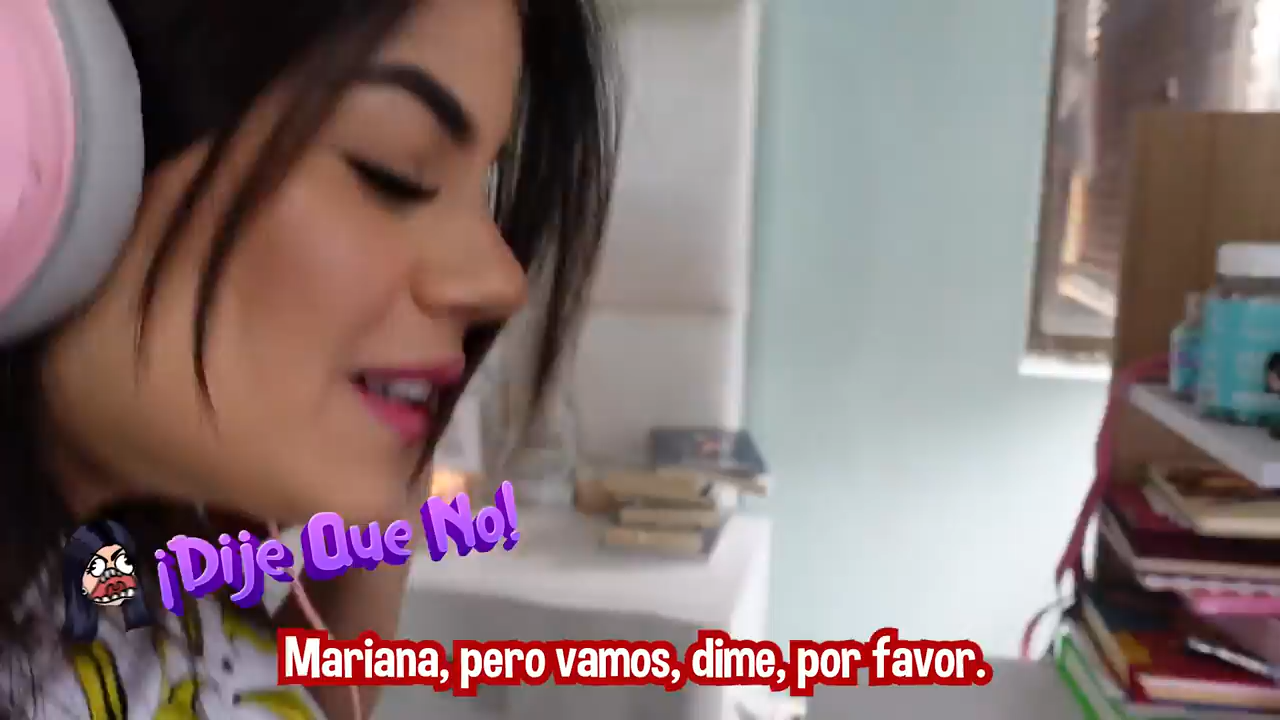 ¡Dije Que No!
Mariana, pero vamos, dime, por favor.